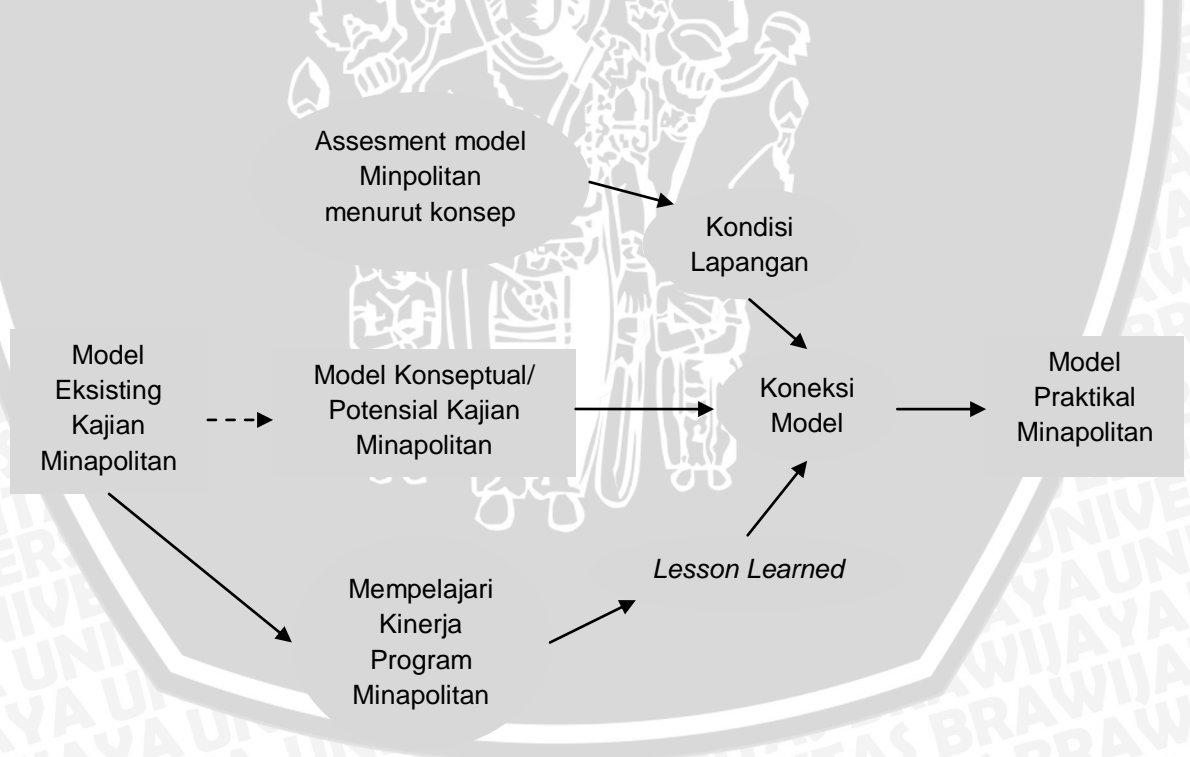 Assesment model
Minpolitan
menurut konsep
Kondisi
Lapangan
Model
Eksisting
Kajian
Minapolitan
Model Konseptual/
Potensial Kajian
Minapolitan
Koneksi
Model
Model
Praktikal
Minapolitan
Mempelajari
Kinerja
Program
Minapolitan
Lesson Learned